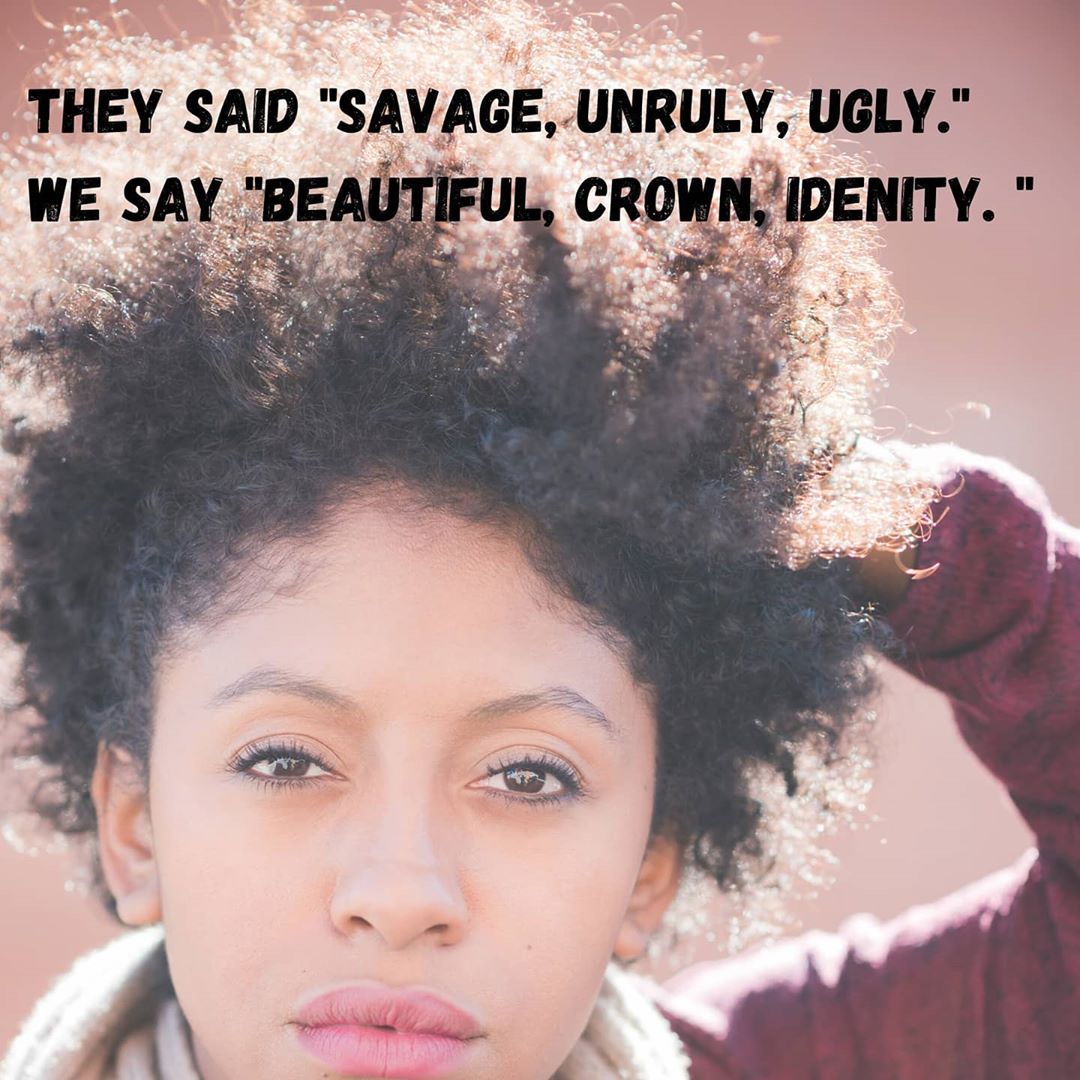 THEY SAID "SAVAGE, UNRULY, UGLY."
WE SAY "BEAUTIFUL, CROWN, IDENITY. "